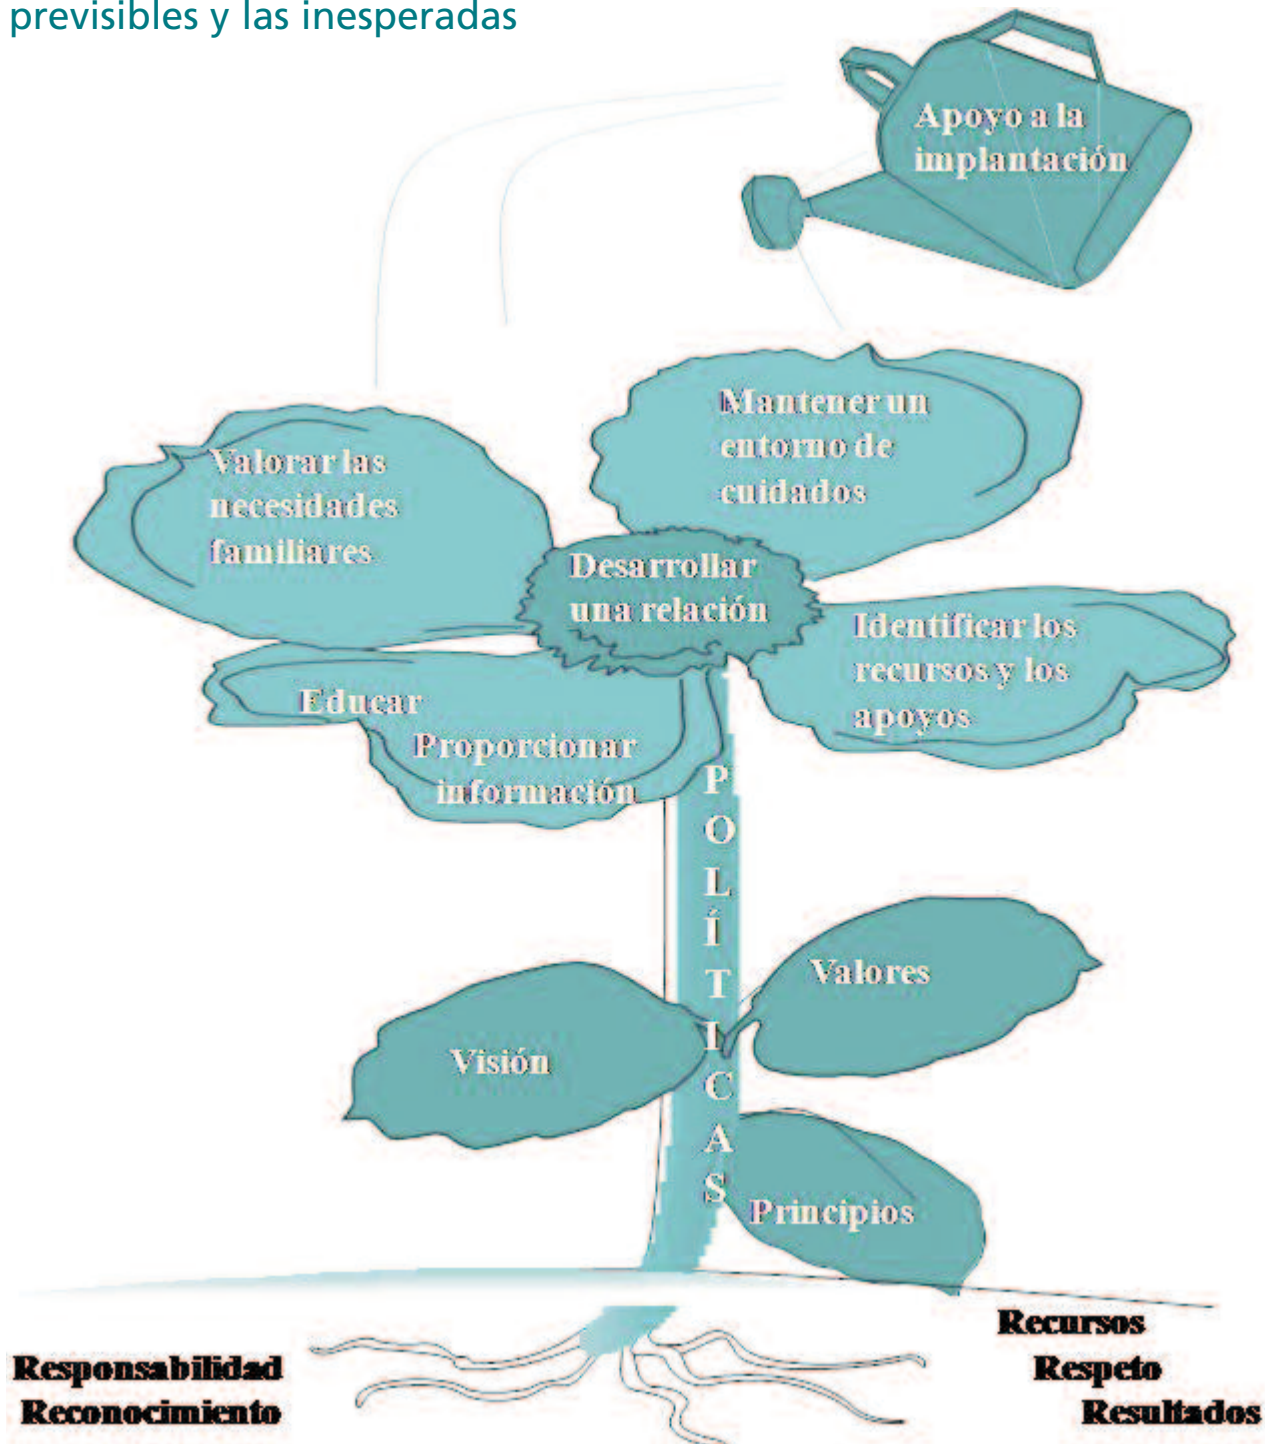 previsibles y las inesperadas
Apoyo a la
implantación
Mantener un
entorno de
cuidados
Valorar las
necesidades
familiares
Desarrollar
una relación
Identificar los
recursos y los
apoyos
Educar
Proporcionar
información
POLÍTICAS
Valores
Visión
Principios
Recursos
Respeto
Resultados
Responsabilidad
Reconocimiento